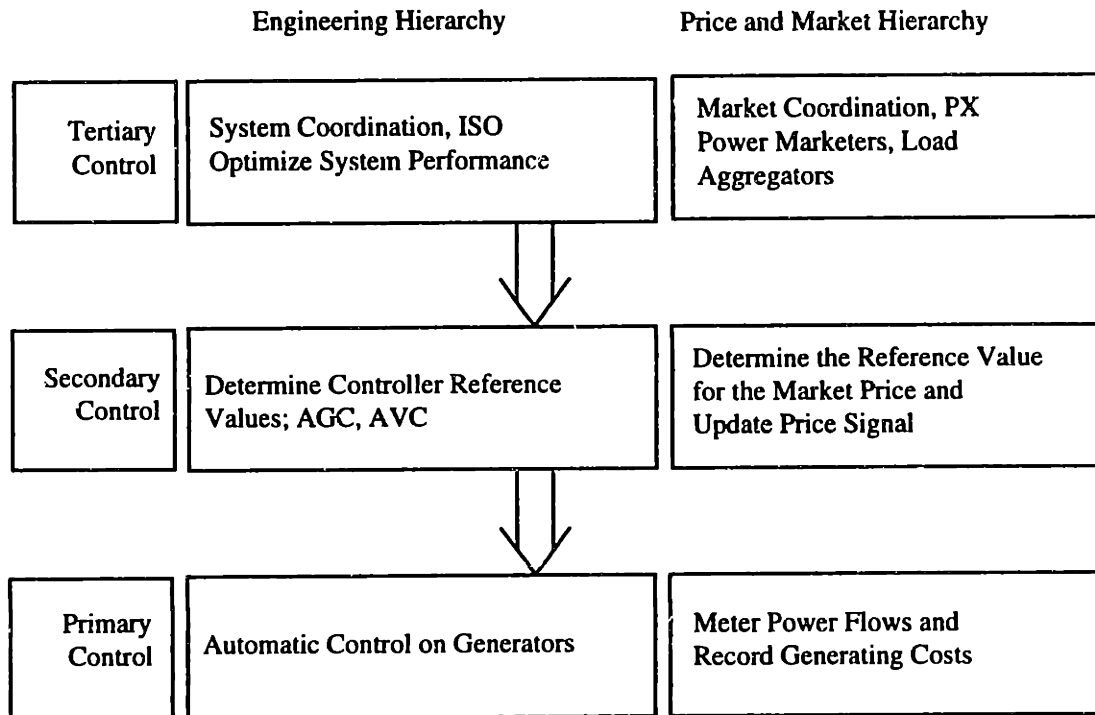 Engineering Hierarchy
Price and Market Hierarchy
Tertiary
Control
System Coordination, ISO
Optimize System Performance
Market Coordination, PX
Power Marketers, Load
Aggregators
Secondary
Control
Determine Controller Reference
Values; AGC, AVC
Determine the Reference Value
for the Market Price and
Update Price Signal
Primary
Control
Automatic Control on Generators
Meter Power Flows and
Record Generating Costs